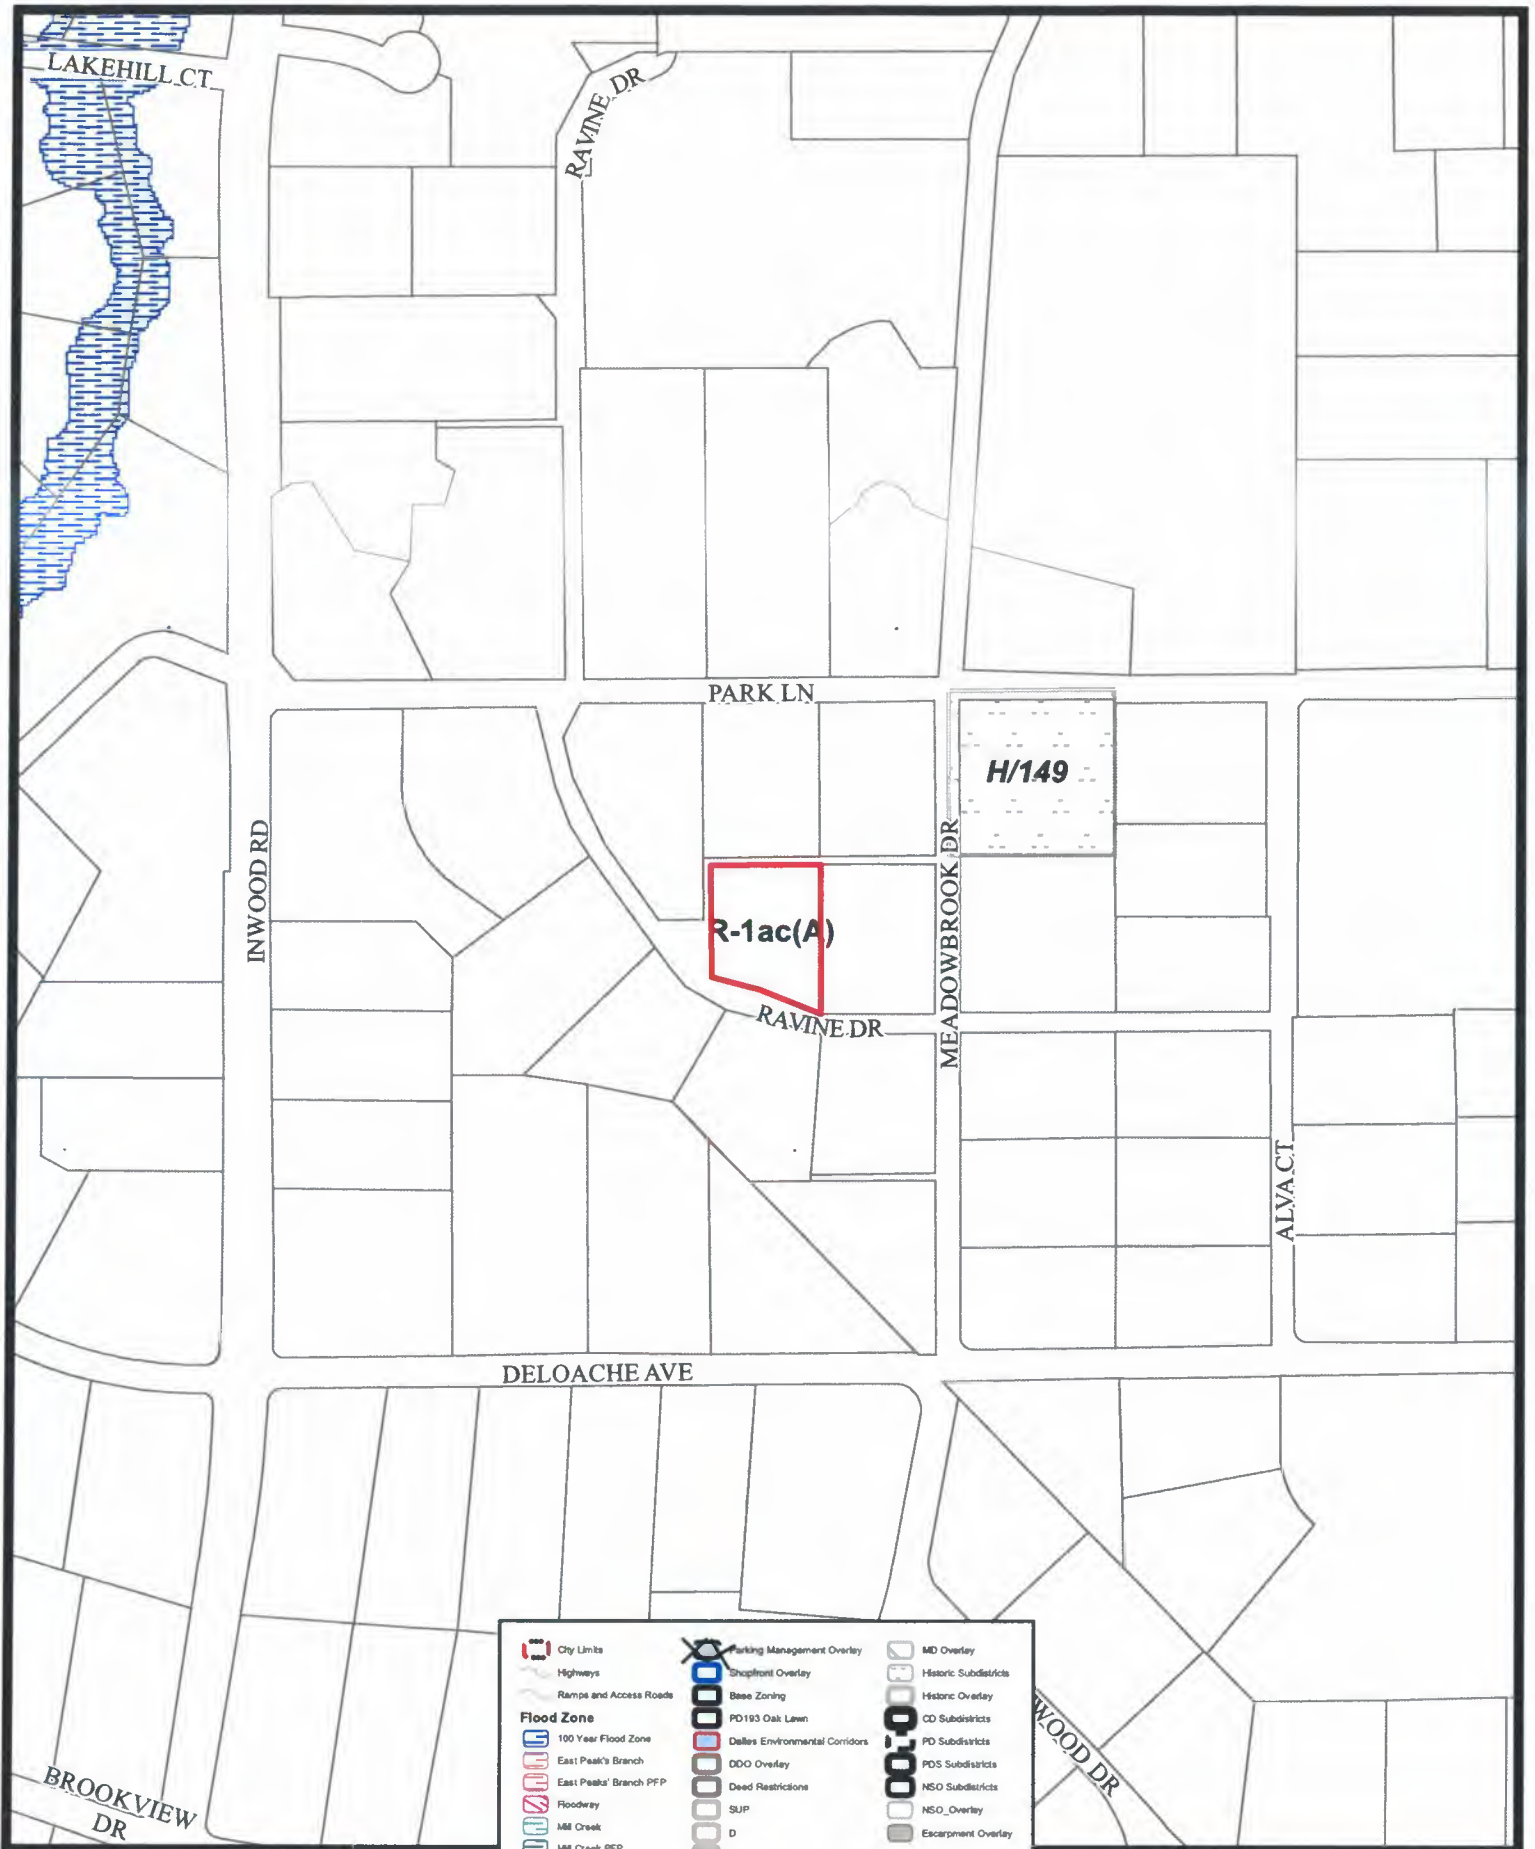 LAKEHILL CT
RAVINE DR
PARK LN
H/149
INWOOD RD
MEADOWBROOK DR
R-1ac(A)
RAVINE DR
ALVA CT
DELOACHE AVE
WOOD DR
BROOKVIEW
DR
City Limits
Highways
Ramps and Access Roads
Flood Zone
100 Year Flood Zone
East Peak's Branch
East Peaks' Branch PFP
Floodway
Mill Creek
Mill Creek PFP
Parking Management Overlay
Shopfront Overlay
Base Zoning
PD193 Oak Lawn
Dallas Environmental Corridors
DDO Overlay
Deed Restrictions
SUP
D
MD Overlay
Historic Subdistricts
Historic Overlay
CD Subdistricts
PD Subdistricts
PDS Subdistricts
NSO Subdistricts
NSO_Overlay
Escarpment Overlay